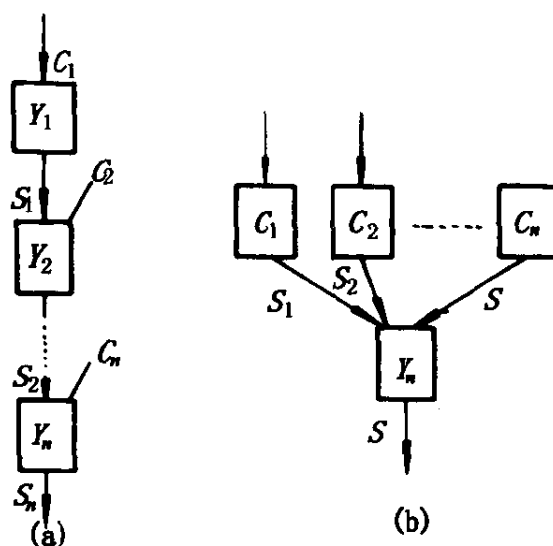 C₁
Y₁
S₁
C₂
Y₂
Cₙ
S₂
Yₙ
Sₙ
(a)
C₁
C₂
Cₙ
S₁
S₂
S
Yₙ
S
(b)